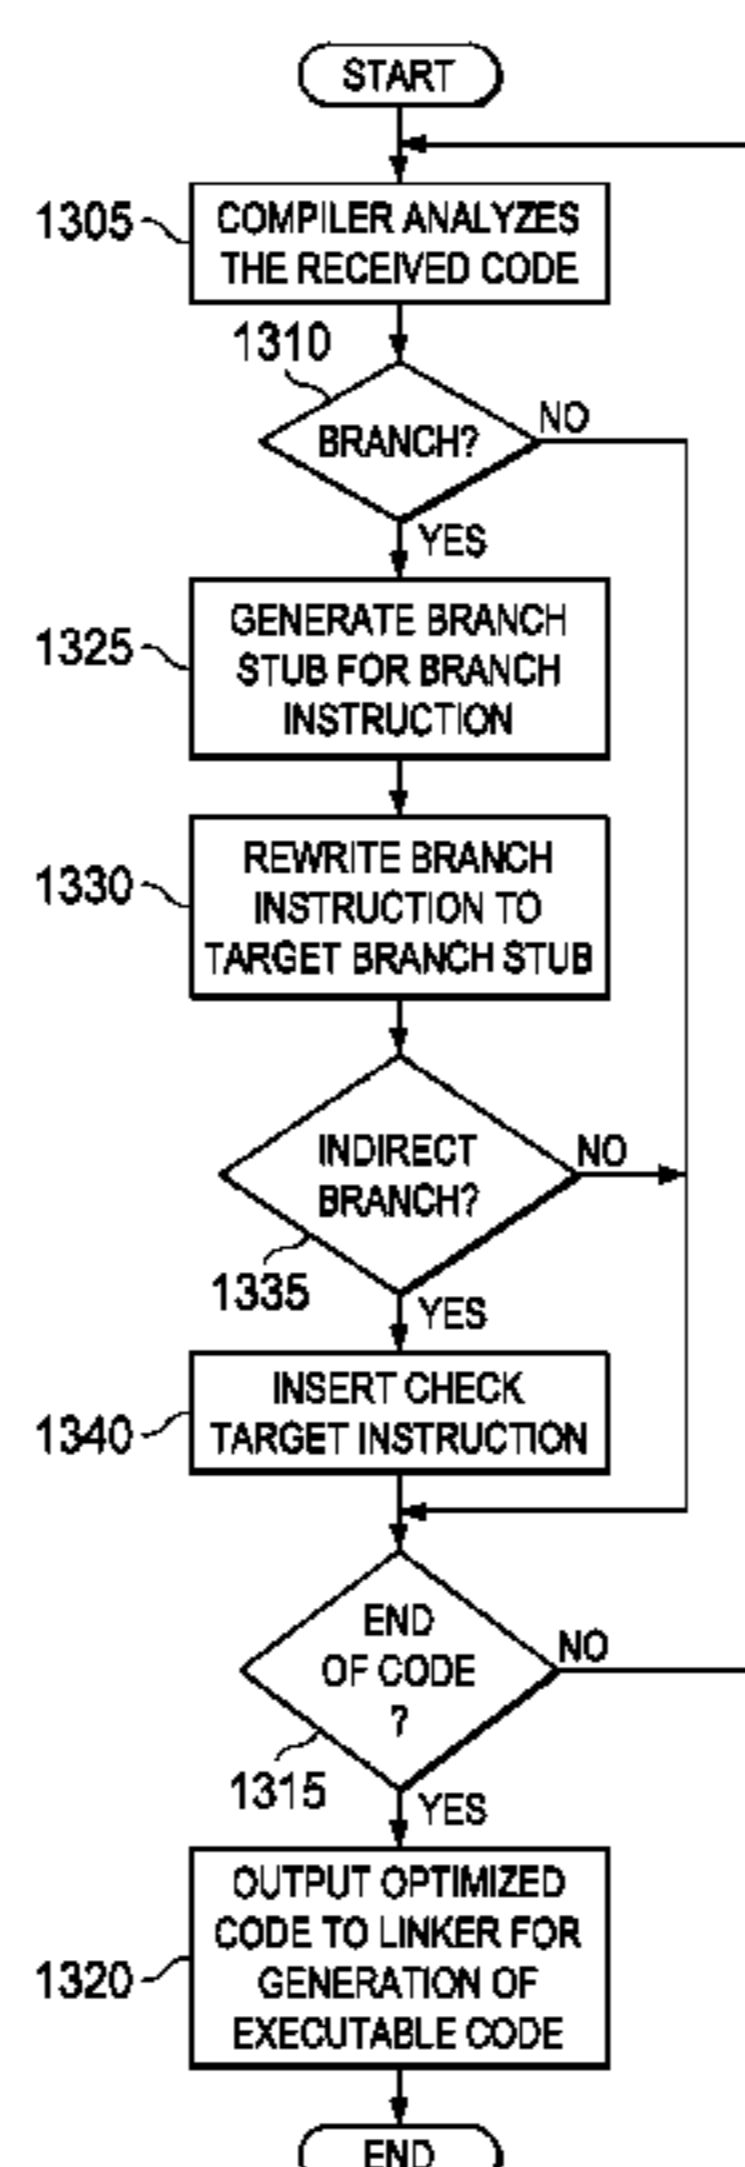 START
1305
COMPILER ANALYZES
THE RECEIVED CODE
1310
BRANCH?
NO
YES
1325
GENERATE BRANCH
STUB FOR BRANCH
INSTRUCTION
1330
REWRITE BRANCH
INSTRUCTION TO
TARGET BRANCH STUB
INDIRECT
BRANCH?
NO
1335
YES
1340
INSERT CHECK
TARGET INSTRUCTION
END
OF CODE
?
NO
1315
YES
1320
OUTPUT OPTIMIZED
CODE TO LINKER FOR
GENERATION OF
EXECUTABLE CODE
END